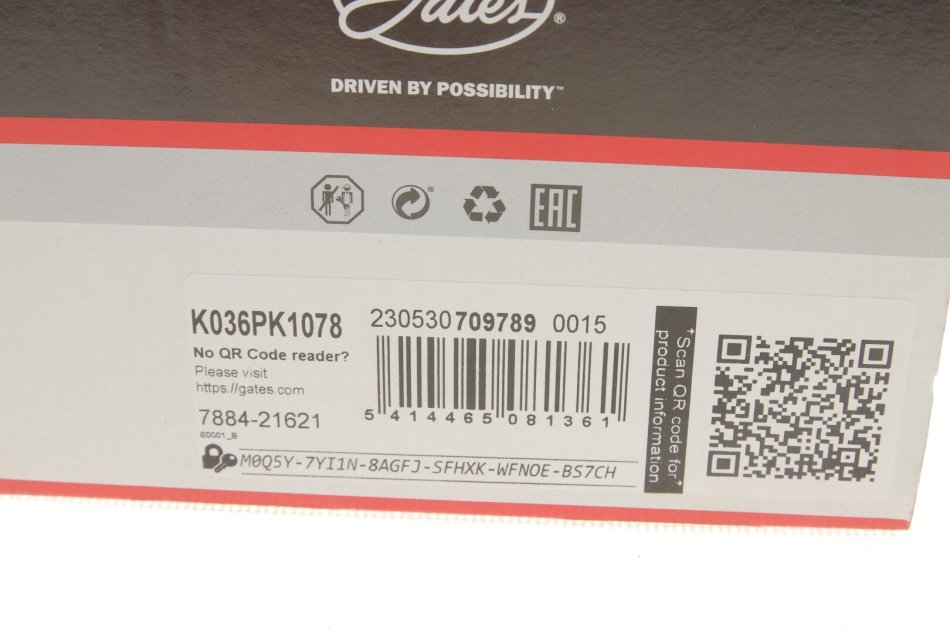 Gates®
DRIVEN BY POSSIBILITY™
EAC
K036PK1078
230530709789 0015
No QR Code reader?
Please visit
https://gates.com
7884-21621
E0001_B
5 414465 081361
M0Q5Y-7YI1N-8AGFJ-SFHXK-WFNOE-BS7CH
*Scan QR code for*
product information